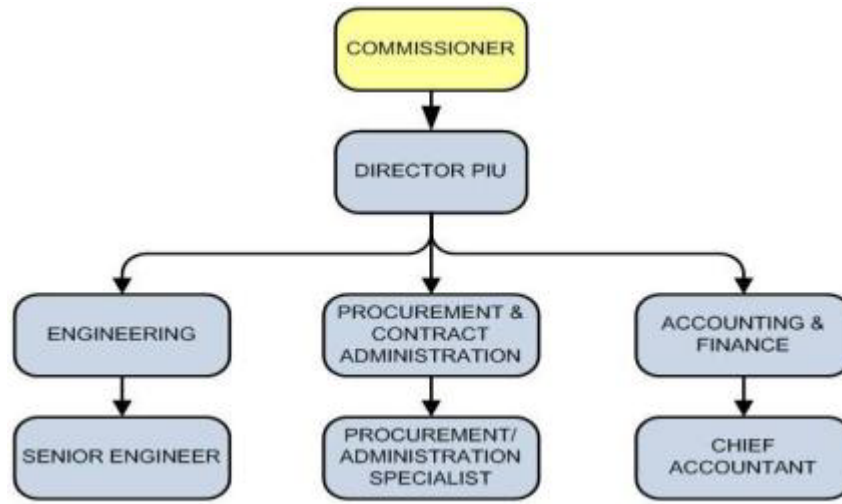 COMMISSIONER
DIRECTOR PIU
ENGINEERING
PROCUREMENT &
CONTRACT
ADMINISTRATION
ACCOUNTING &
FINANCE
SENIOR ENGINEER
PROCUREMENT/
ADMINISTRATION
SPECIALIST
CHIEF
ACCOUNTANT